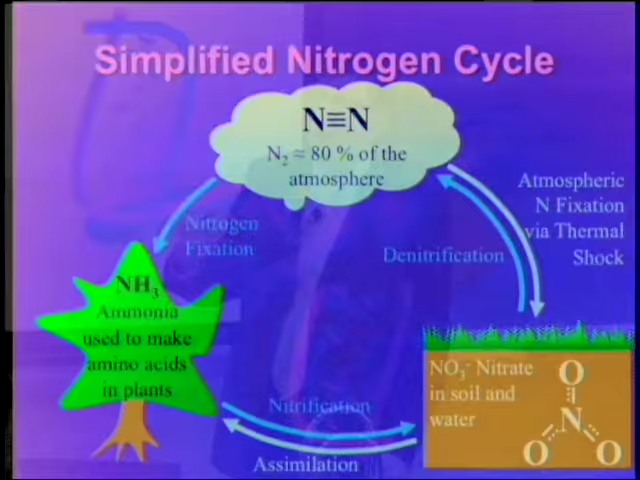 Simplified Nitrogen Cycle
N≡N
N₂ ≈ 80 % of the
atmosphere
Nitrogen
Fixation
Denitrification
Atmospheric
N Fixation
via Thermal
Shock
NH₃
Ammonia
used to make
amino acids
in plants
NO₃⁻ Nitrate
in soil and
water
O
N
O O
Nitrification
Assimilation